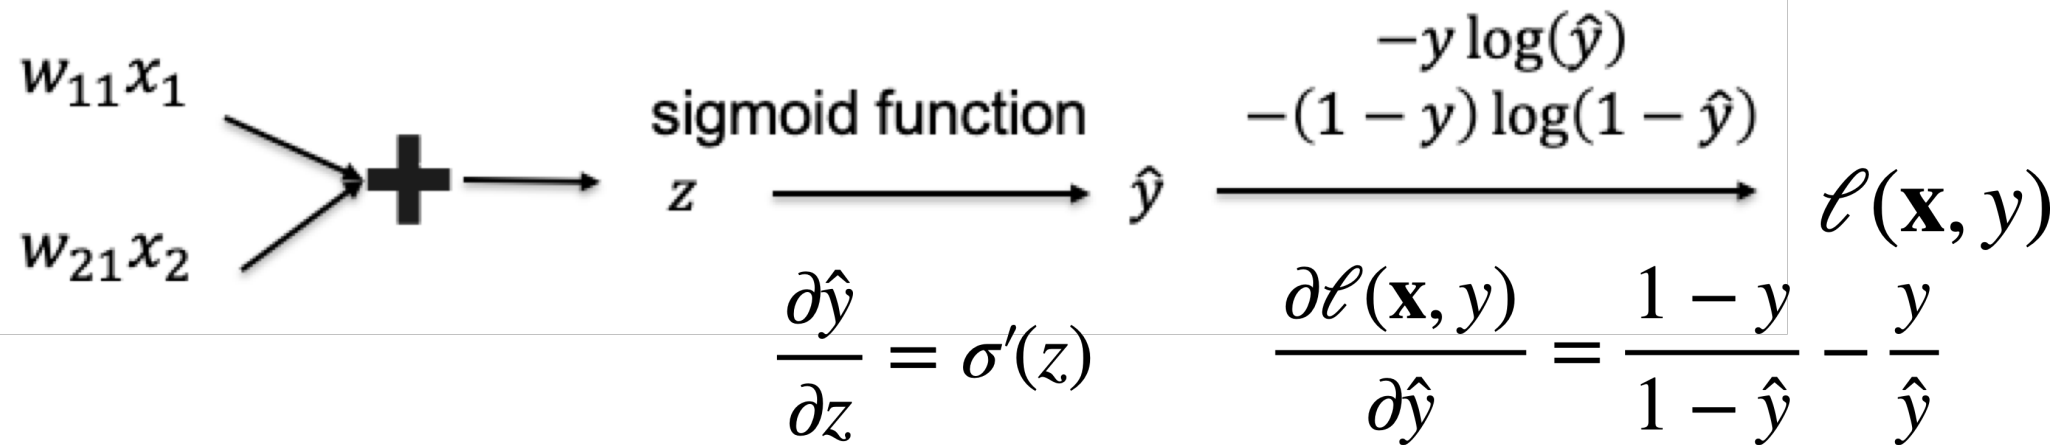 w₁₁x₁
w₂₁x₂
sigmoid function
z
ŷ
−y log(ŷ)
−(1 − y) log(1 − ŷ)
ℓ(𝐱, y)
∂ŷ/∂z = σ′(z)
∂ℓ(𝐱, y)/∂ŷ = (1 − y)/(1 − ŷ) − y/ŷ